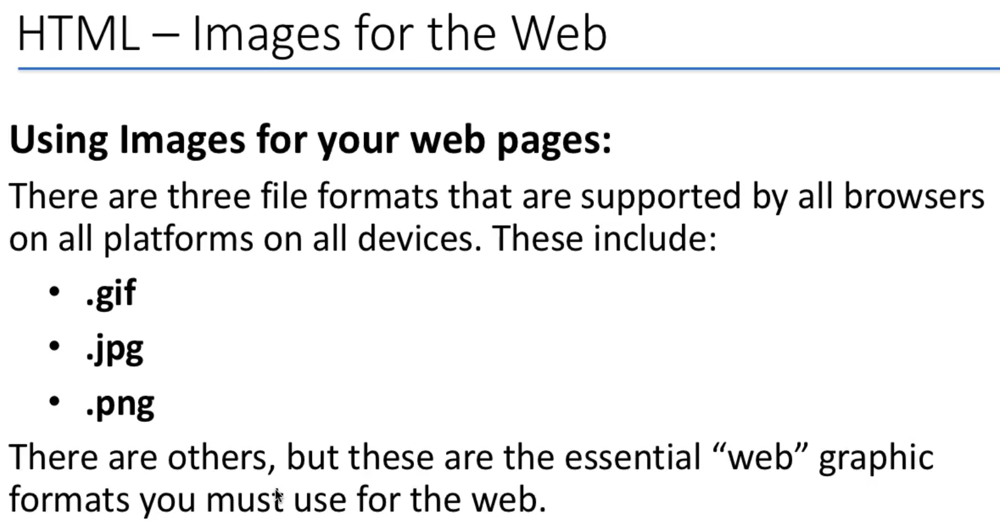 HTML – Images for the Web
Using Images for your web pages:
There are three file formats that are supported by all browsers
on all platforms on all devices. These include:
• .gif
• .jpg
• .png
There are others, but these are the essential “web” graphic
formats you must use for the web.